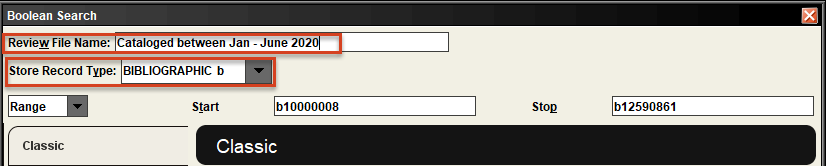 Boolean Search
Review File Name: Cataloged between Jan - June 2020
Store Record Type: BIBLIOGRAPHIC b
Range Start b10000008 Stop b12590861
Classic Classic